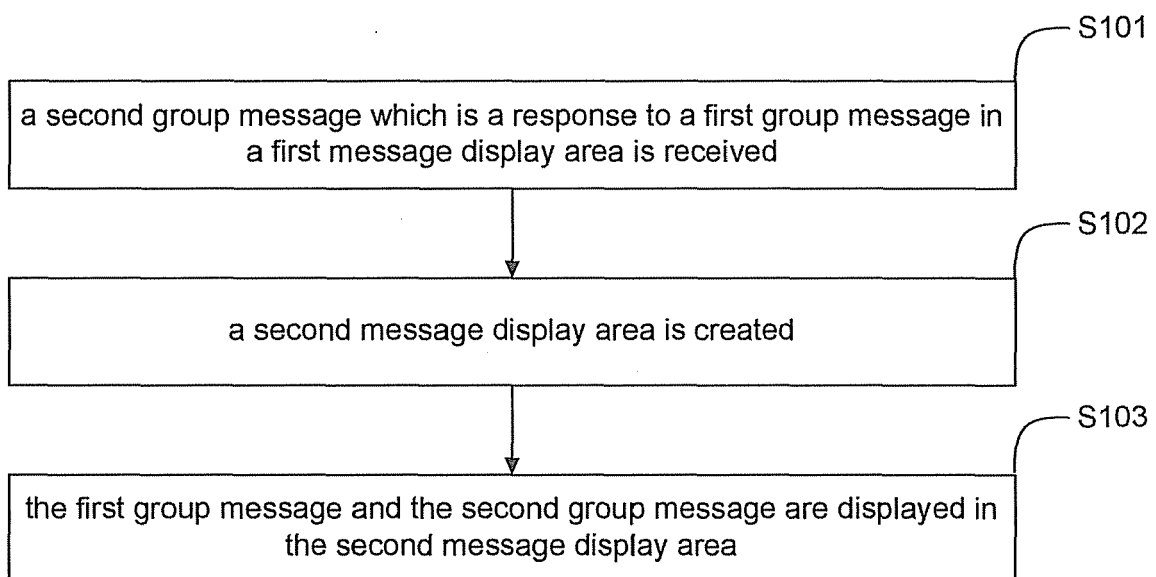 S101
a second group message which is a response to a first group message in
a first message display area is received
S102
a second message display area is created
S103
the first group message and the second group message are displayed in
the second message display area